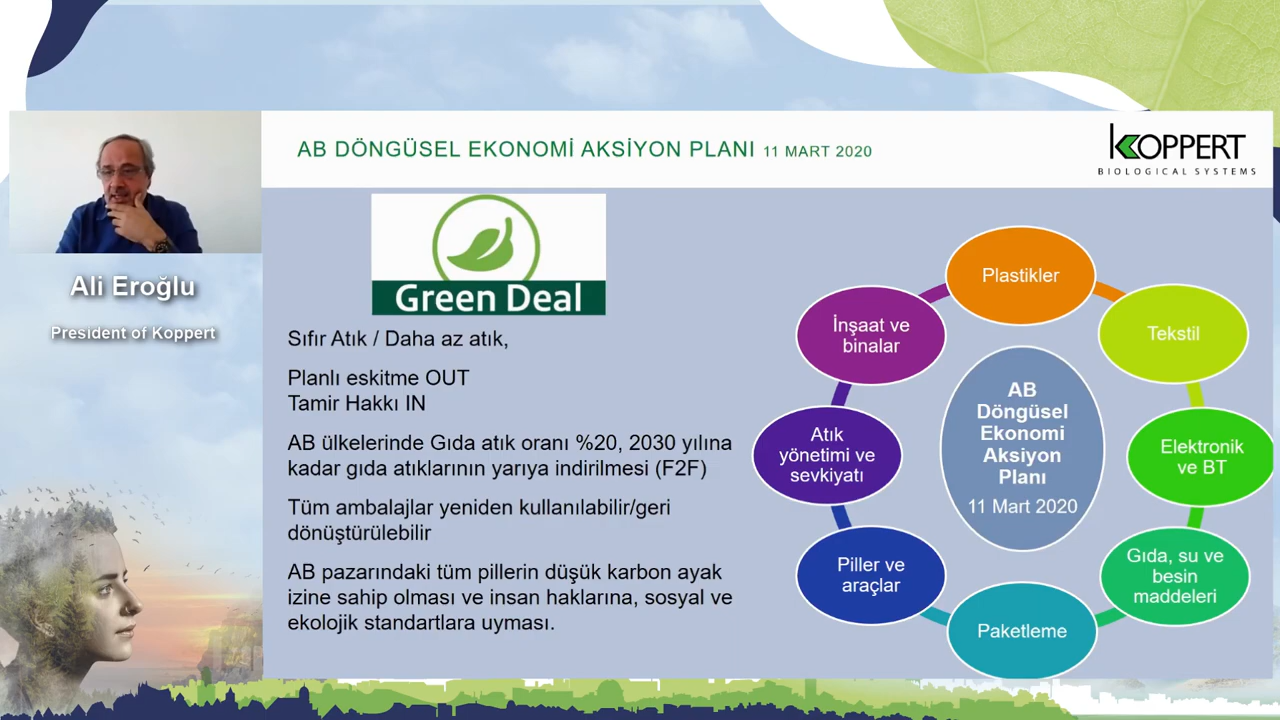 AB DÖNGÜSEL EKONOMİ AKSİYON PLANI 11 MART 2020
KOPPERT
BIOLOGICAL SYSTEMS
Ali Eroğlu
President of Koppert
Green Deal
Sıfır Atık / Daha az atık,
Planlı eskitme OUT
Tamir Hakkı IN
AB ülkelerinde Gıda atık oranı %20, 2030 yılına
kadar gıda atıklarının yarıya indirilmesi (F2F)
Tüm ambalajlar yeniden kullanılabilir/geri
dönüştürülebilir
AB pazarındaki tüm pillerin düşük karbon ayak
izine sahip olması ve insan haklarına, sosyal ve
ekolojik standartlara uyması.
Plastikler
Tekstil
Elektronik
ve BT
Gıda, su ve
besin
maddeleri
Paketleme
Piller ve
araçlar
Atık
yönetimi ve
sevkiyatı
İnşaat ve
binalar
AB
Döngüsel
Ekonomi
Aksiyon
Planı
11 Mart 2020